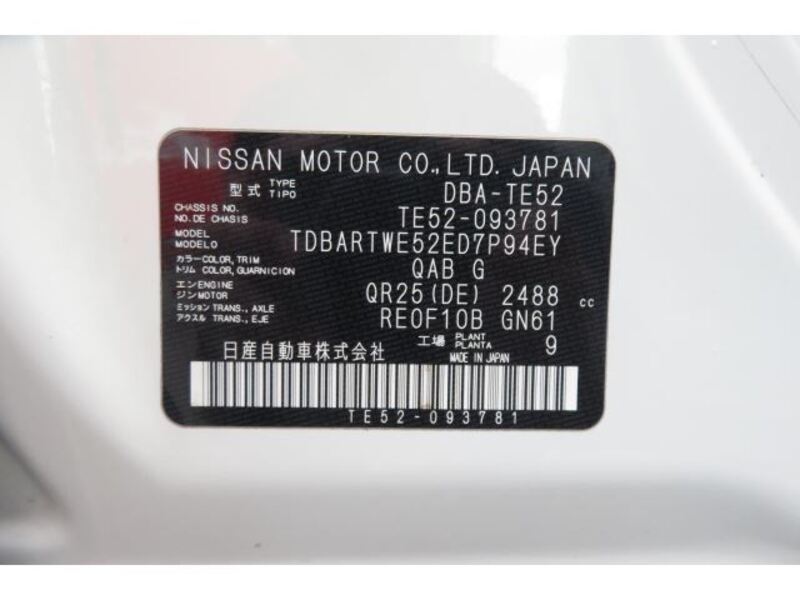 NISSAN MOTOR CO.,LTD. JAPAN
型式 TYPE TIPO DBA-TE52
CHASSIS NO. NO.DE CHASIS TE52-093781
MODEL MODELO TDBARTWE52ED7P94EY
カラー COLOR, TRIM トリム COLOR, GUARNICION QAB G
エンジン ENGINE MOTOR QR25(DE) 2488 cc
ミッション TRANS., AXLE アクスル TRANS., EJE RE0F10B GN61
日産自動車株式会社 工場 PLANT PLANTA 9
MADE IN JAPAN
TE52-093781